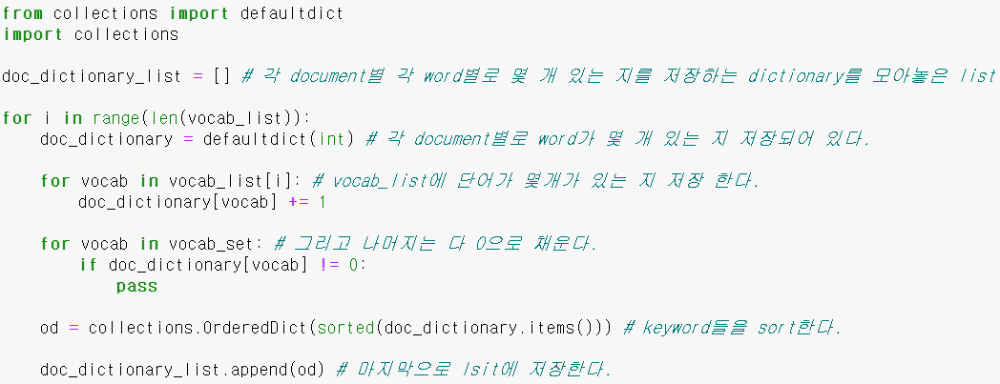 from collections import defaultdict
import collections
doc_dictionary_list = [] # 각 document별 각 word별로 몇 개 있는 지를 저장하는 dictionary를 모아놓은 list
for i in range(len(vocab_list)):
    doc_dictionary = defaultdict(int) # 각 document별로 word가 몇 개 있는 지 저장되어 있다.
    for vocab in vocab_list[i]: # vocab_list에 단어가 몇개가 있는 지 저장 한다.
        doc_dictionary[vocab] += 1
    for vocab in vocab_set: # 그리고 나머지는 다 0으로 채운다.
        if doc_dictionary[vocab] != 0:
            pass
    od = collections.OrderedDict(sorted(doc_dictionary.items())) # keyword들을 sort한다.
    doc_dictionary_list.append(od) # 마지막으로 lsit에 저장한다.